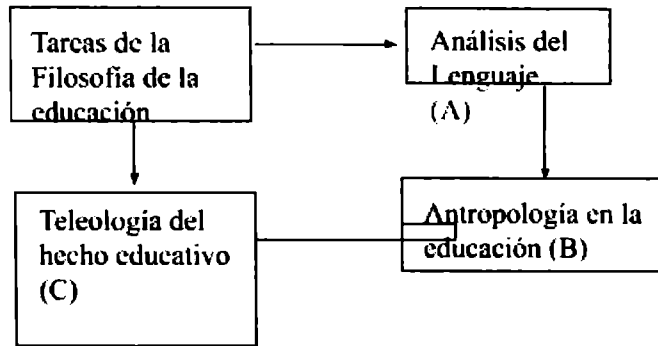 Tareas de la
Filosofía de la
educación
Análisis del
Lenguaje
(A)
Teleología del
hecho educativo
(C)
Antropología en la
educación (B)